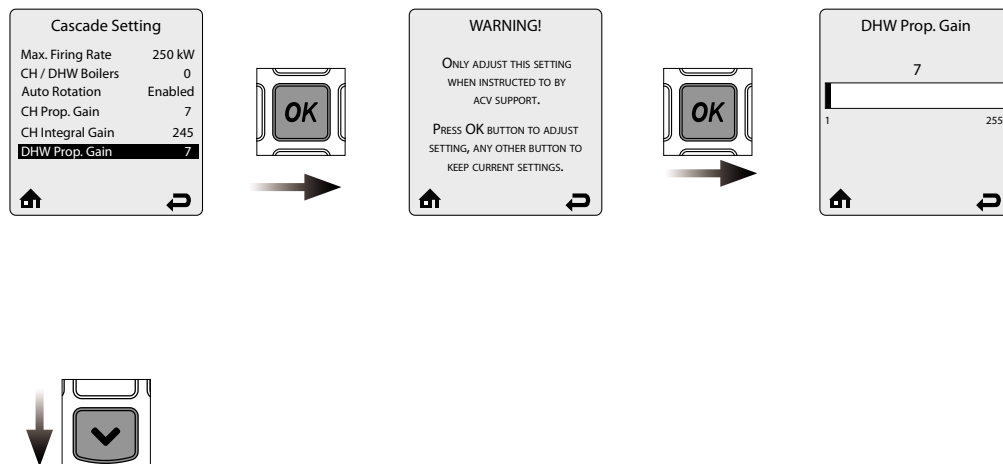 Cascade Setting
Max. Firing Rate 250 kW
CH / DHW Boilers 0
Auto Rotation Enabled
CH Prop. Gain 7
CH Integral Gain 245
DHW Prop. Gain 7
OK
WARNING!
ONLY ADJUST THIS SETTING
WHEN INSTRUCTED TO BY
ACV SUPPORT.
PRESS OK BUTTON TO ADJUST
SETTING, ANY OTHER BUTTON TO
KEEP CURRENT SETTINGS.
OK
DHW Prop. Gain
7
1 255